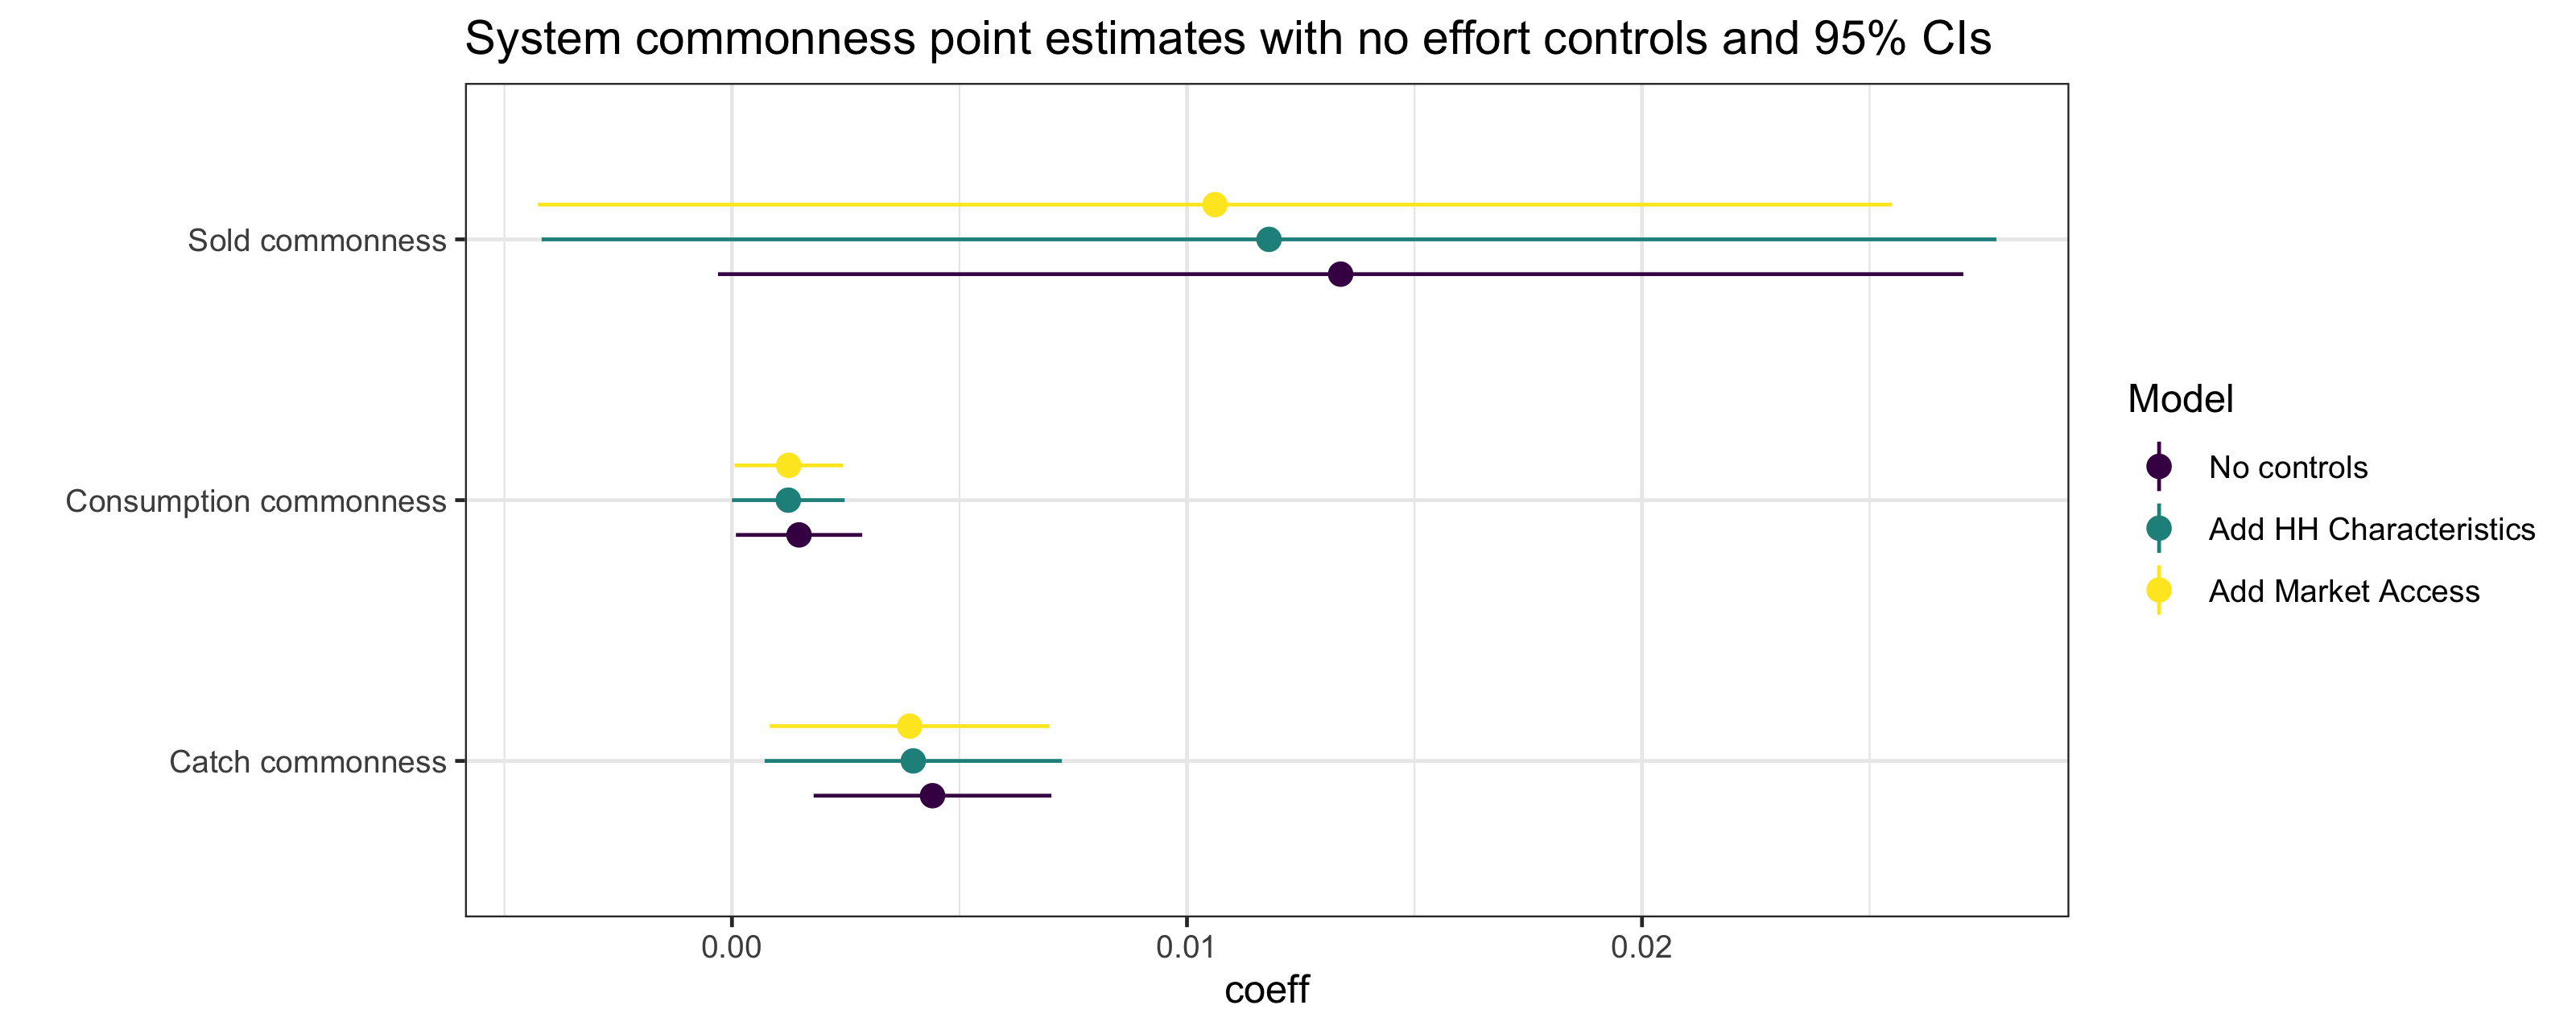 System commonness point estimates with no effort controls and 95% CIs
Sold commonness
Consumption commonness
Catch commonness
0.00
0.01
0.02
coeff
Model
No controls
Add HH Characteristics
Add Market Access